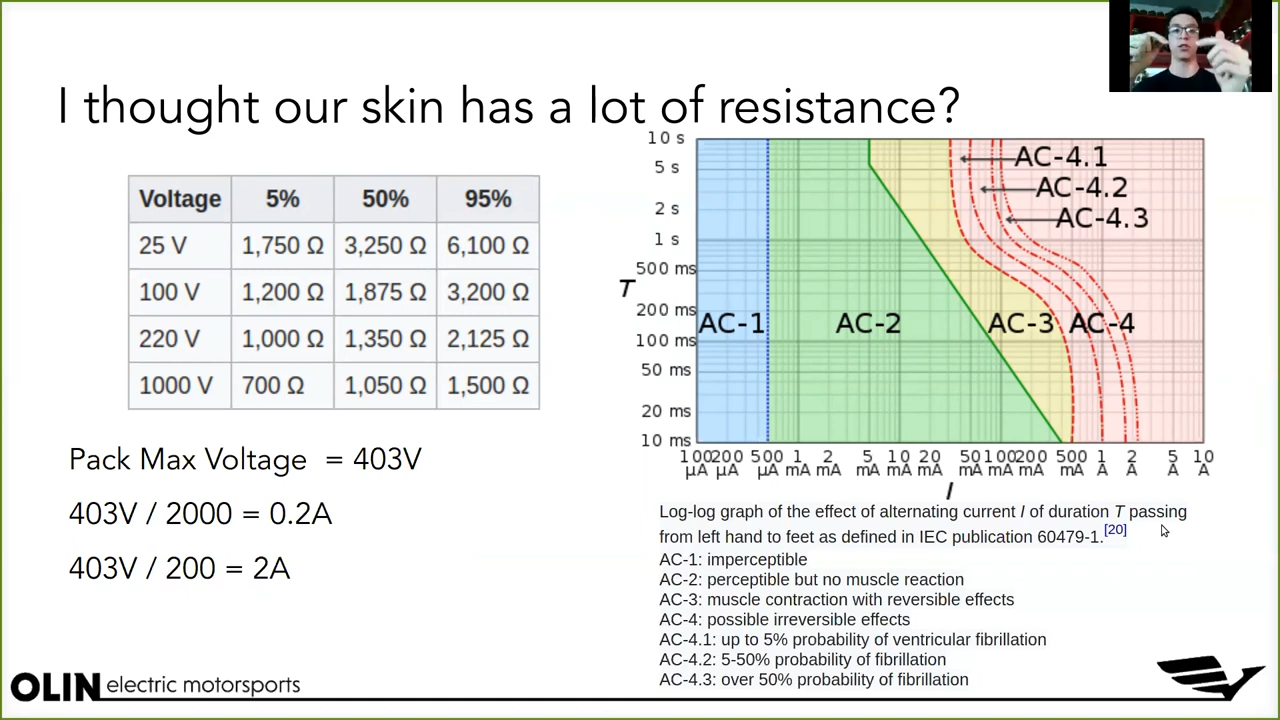 I thought our skin has a lot of resistance?
Voltage 5% 50% 95%
25 V 1,750 Ω 3,250 Ω 6,100 Ω
100 V 1,200 Ω 1,875 Ω 3,200 Ω
220 V 1,000 Ω 1,350 Ω 2,125 Ω
1000 V 700 Ω 1,050 Ω 1,500 Ω
Pack Max Voltage = 403V
403V / 2000 = 0.2A
403V / 200 = 2A
10 s
5 s
2 s
1 s
500 ms
T
200 ms
100 ms
50 ms
20 ms
10 ms
AC-4.1
AC-4.2
AC-4.3
AC-1 AC-2 AC-3 AC-4
100 200 500 1 2 5 10 20 50 100 200 500 1 2 5 10
µA µA µA mA mA mA mA mA mA mA mA mA A A A A
I
Log-log graph of the effect of alternating current I of duration T passing
from left hand to feet as defined in IEC publication 60479-1.[20]
AC-1: imperceptible
AC-2: perceptible but no muscle reaction
AC-3: muscle contraction with reversible effects
AC-4: possible irreversible effects
AC-4.1: up to 5% probability of ventricular fibrillation
AC-4.2: 5-50% probability of fibrillation
AC-4.3: over 50% probability of fibrillation
OLIN electric motorsports